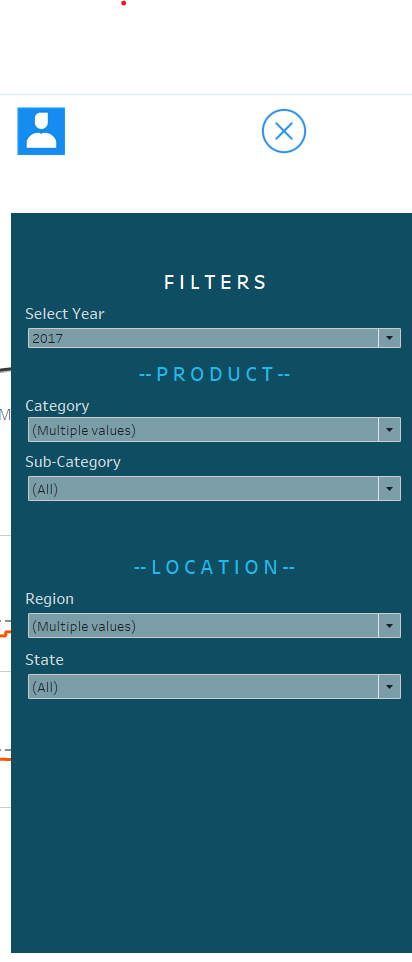 FILTERS
Select Year
2017
--PRODUCT--
M
Category
(Multiple values)
Sub-Category
(All)
--LOCATION--
Region
(Multiple values)
State
(All)